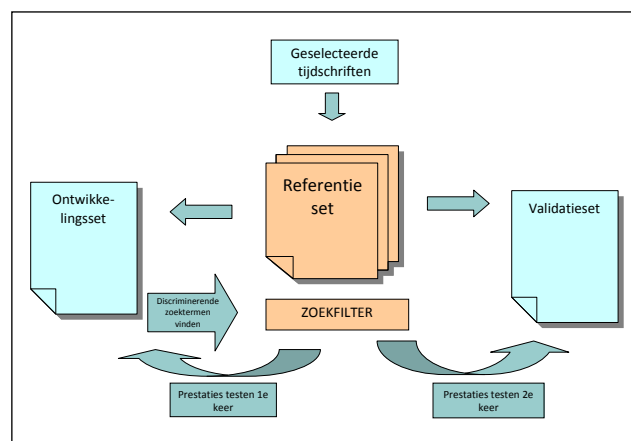 Geselecteerde
tijdschriften
Referentie
set
Ontwikke-
lingsset
Validatieset
Discriminerende
zoektermen
vinden
ZOEKFILTER
Prestaties testen 1e
keer
Prestaties testen 2e
keer